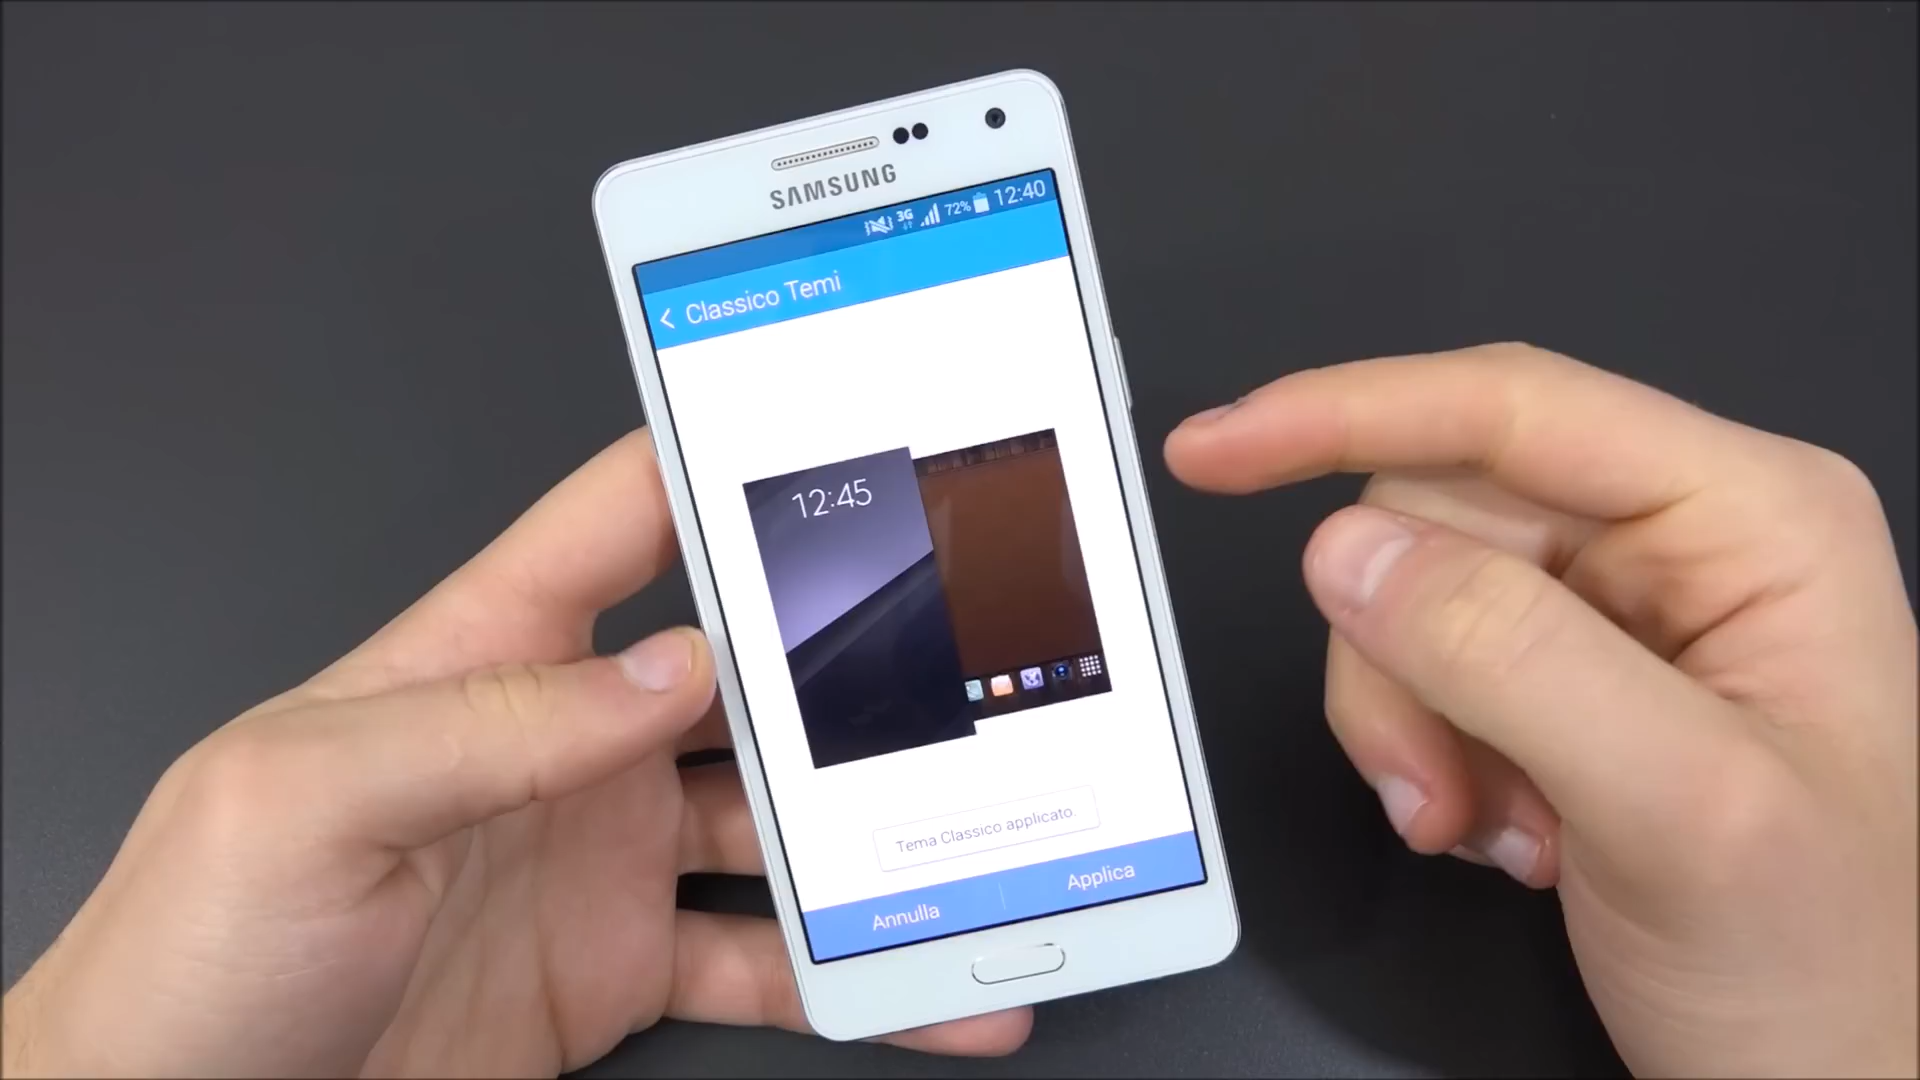 SAMSUNG
3G 72% 12:40
Classico Temi
12:45
Tema Classico applicato.
Annulla
Applica